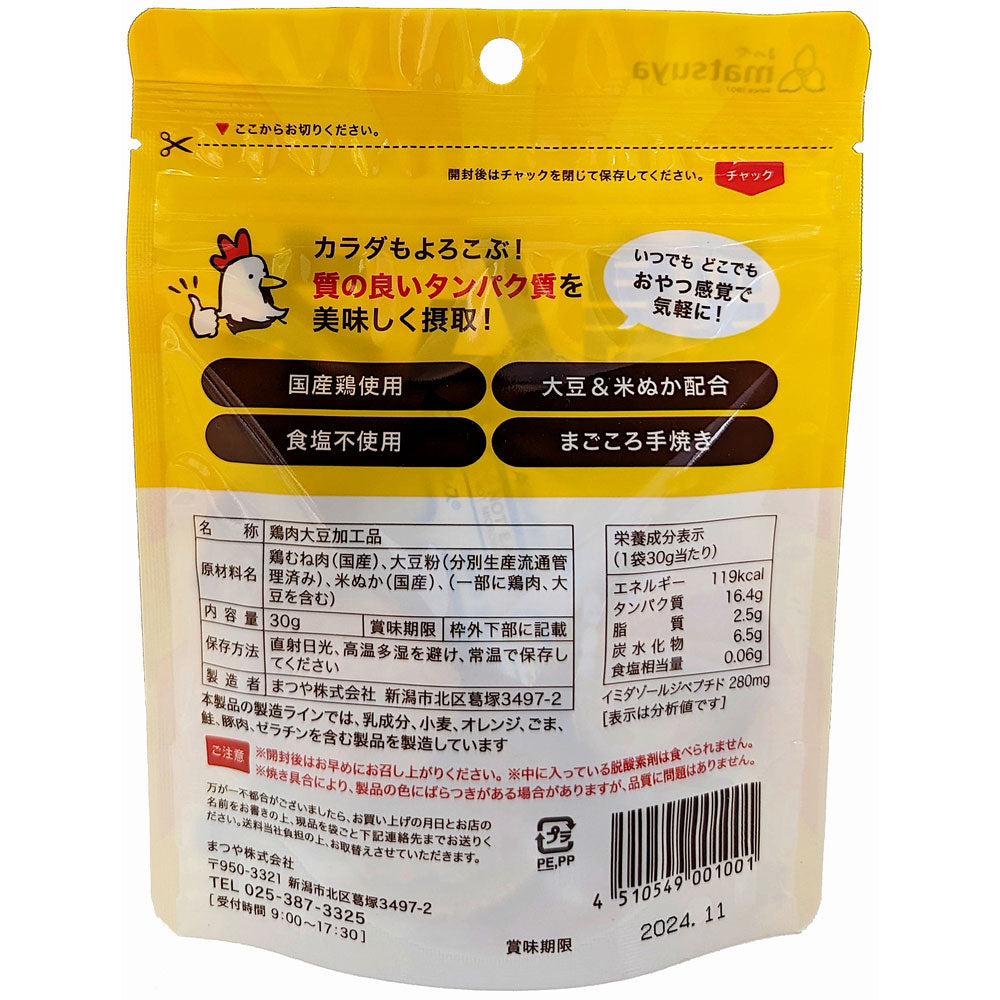 まつや
matsuya
since 1907
▼ここからお切りください。
開封後はチャックを閉じて保存してください。 チャック
カラダもよろこぶ!
質の良いタンパク質を
美味しく摂取!
いつでも どこでも
おやつ感覚で
気軽に!
国産鶏使用
大豆&米ぬか配合
食塩不使用
まごころ手焼き
名称 鶏肉大豆加工品
原材料名 鶏むね肉(国産)、大豆粉(分別生産流通管
理済み)、米ぬか(国産)、(一部に鶏肉、大
豆を含む)
内容量 30g 賞味期限 枠外下部に記載
保存方法 直射日光、高温多湿を避け、常温で保存し
てください
製造者 まつや株式会社 新潟市北区葛塚3497-2
栄養成分表示
(1袋30g当たり)
エネルギー 119kcal
タンパク質 16.4g
脂質 2.5g
炭水化物 6.5g
食塩相当量 0.06g
イミダゾールジペプチド 280mg
[表示は分析値です]
本製品の製造ラインでは、乳成分、小麦、オレンジ、ごま、
鮭、豚肉、ゼラチンを含む製品を製造しています
ご注意 ※開封後はお早めにお召し上がりください。※中に入っている脱酸素剤は食べられません。
※焼き具合により、製品の色にばらつきがある場合がありますが、品質に問題はありません。
万が一不都合がございましたら、お買い上げの月日とお店の
名前をお書きの上、現品を袋ごと下記連絡先までお送りく
ださい。送料当社負担の上、お取替えさせていただきます。
まつや株式会社
〒950-3321 新潟市北区葛塚3497-2
TEL 025-387-3325
[受付時間 9:00〜17:30]
プラ
PE,PP
4 510549 001001
賞味期限
2024.11